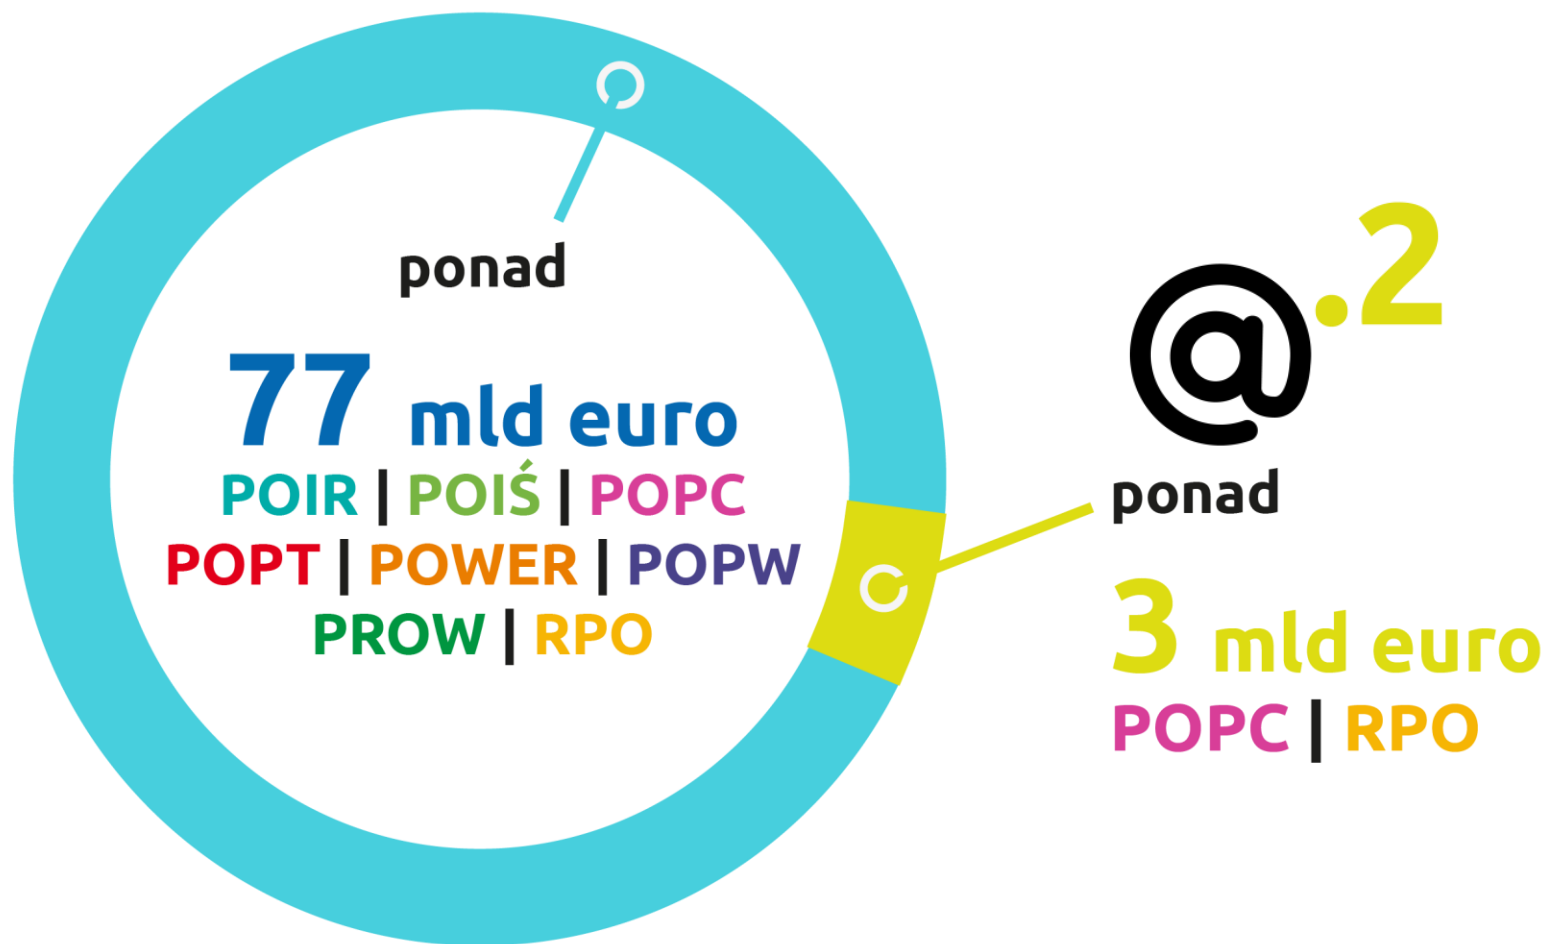 ponad
77 mld euro
POIR | POIŚ | POPC
POPT | POWER | POPW
PROW | RPO
@.2
ponad
3 mld euro
POPC | RPO